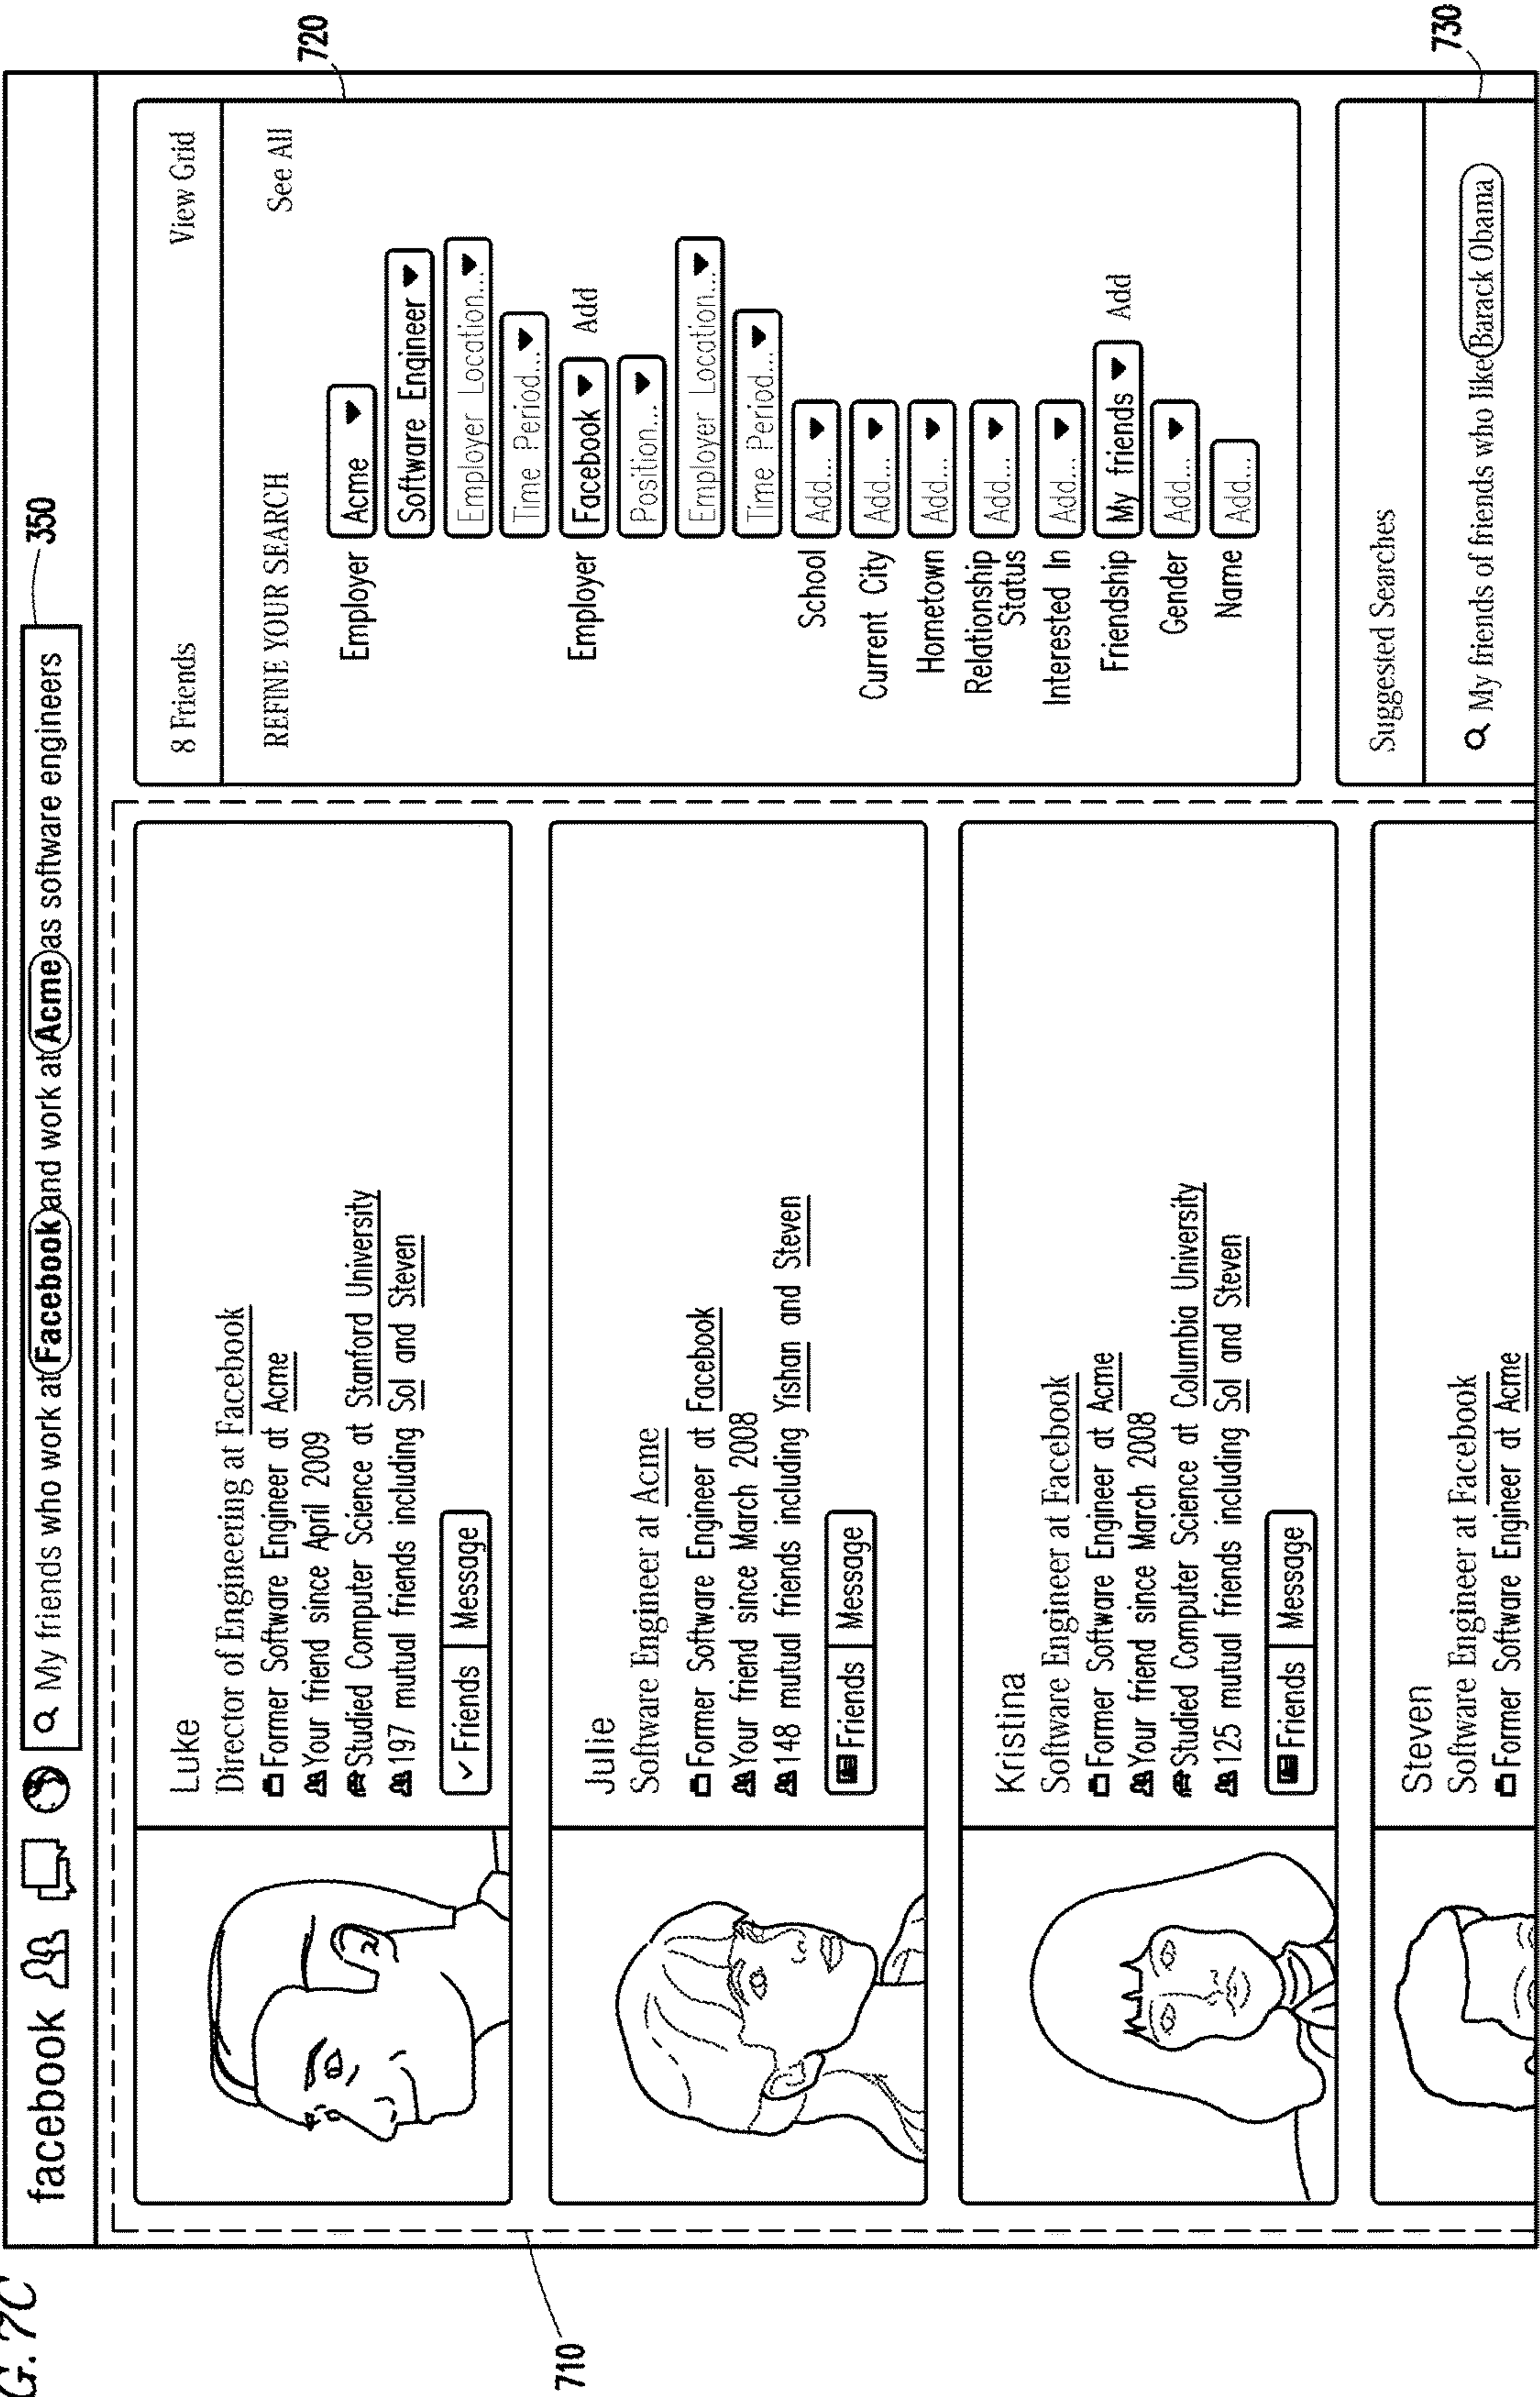 G. 7C
facebook
My friends who work at Facebook and work at Acme as software engineers
350
710
Luke
Director of Engineering at Facebook
Former Software Engineer at Acme
Your friend since April 2009
Studied Computer Science at Stanford University
197 mutual friends including Sol and Steven
✓ Friends Message
Julie
Software Engineer at Acme
Former Software Engineer at Facebook
Your friend since March 2008
148 mutual friends including Yishan and Steven
Friends Message
Kristina
Software Engineer at Facebook
Former Software Engineer at Acme
Your friend since March 2008
Studied Computer Science at Columbia University
125 mutual friends including Sol and Steven
Friends Message
Steven
Software Engineer at Facebook
Former Software Engineer at Acme
720
8 Friends View Grid
REFINE YOUR SEARCH See All
Employer Acme
Software Engineer
Employer Location...
Time Period...
Employer Facebook Add
Position...
Employer Location...
Time Period...
School Add...
Current City Add...
Hometown Add...
Relationship Status Add...
Interested In Add...
Friendship My friends Add
Gender Add...
Name Add...
730
Suggested Searches
My friends of friends who like Barack Obama